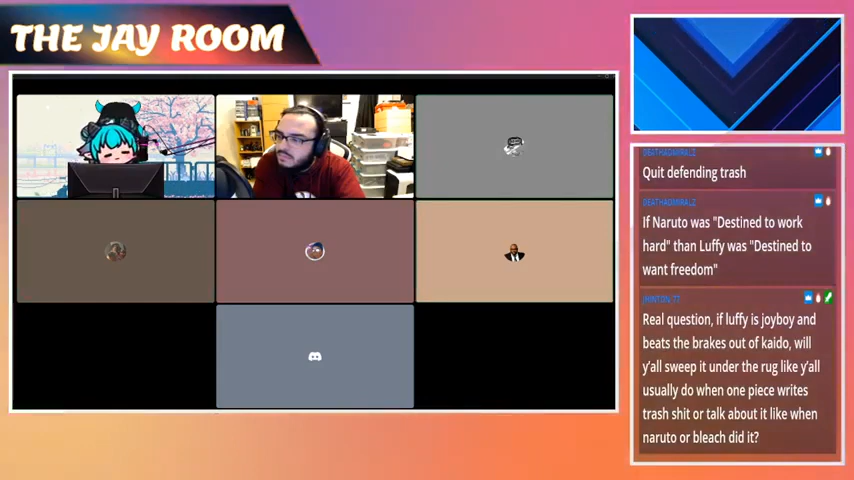 THE JAY ROOM
DEATHADMIRALZ
Quit defending trash
DEATHADMIRALZ
If Naruto was "Destined to work
hard" than Luffy was "Destined to
want freedom"
JHINTON_77
Real question, if luffy is joyboy and
beats the brakes out of kaido, will
y'all sweep it under the rug like y'all
usually do when one piece writes
trash shit or talk about it like when
naruto or bleach did it?